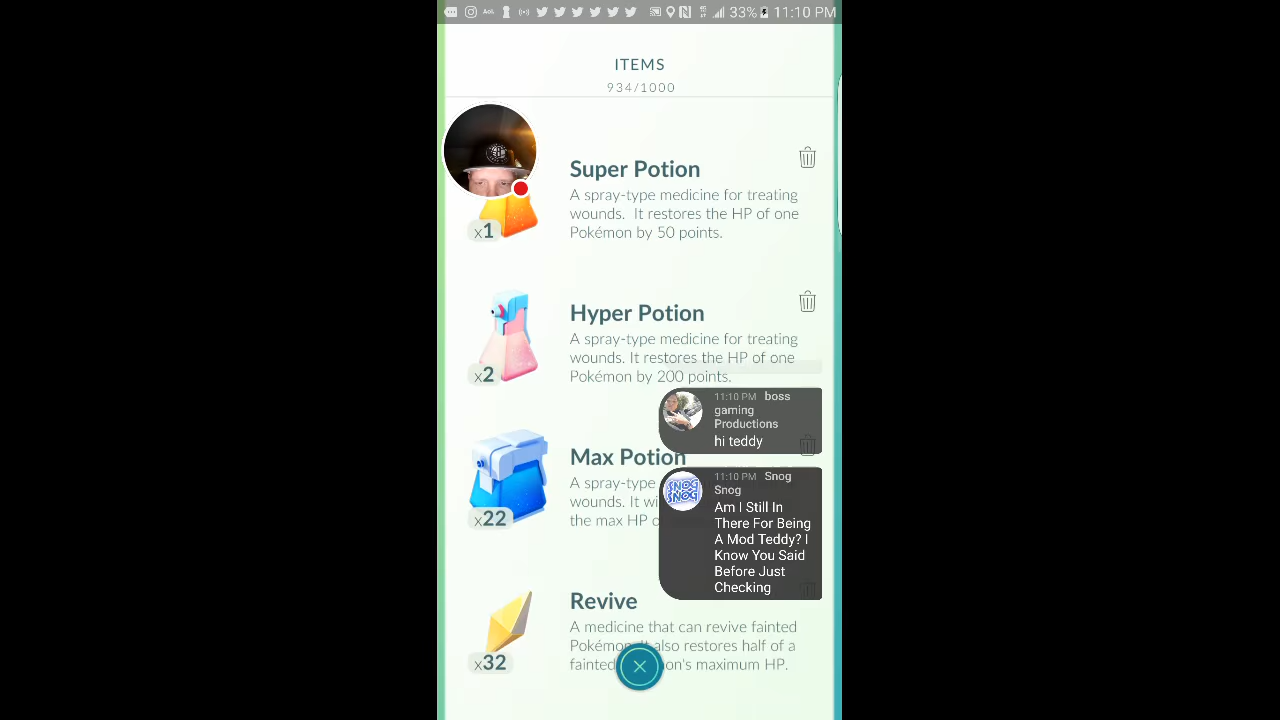 AOL 33% 11:10 PM
ITEMS
934/1000
Super Potion
A spray-type medicine for treating
wounds. It restores the HP of one
Pokémon by 50 points.
x1
Hyper Potion
A spray-type medicine for treating
wounds. It restores the HP of one
Pokémon by 200 points.
x2
11:10 PM boss
gaming
Productions
hi teddy
Max Potion
A spray-type
wounds. It
the max HP
x22
11:10 PM Snog
Snog
SNOG
SNOG
Am I Still In
There For Being
A Mod Teddy? I
Know You Said
Before Just
Checking
Revive
A medicine that can revive fainted
Pokémon. It also restores half of a
fainted on's maximum HP.
x32